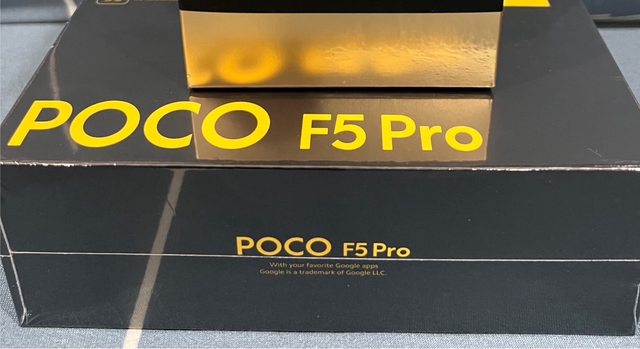 POCO F5 Pro
POCO F5 Pro
With your favorite Google apps
Google is a trademark of Google LLC.